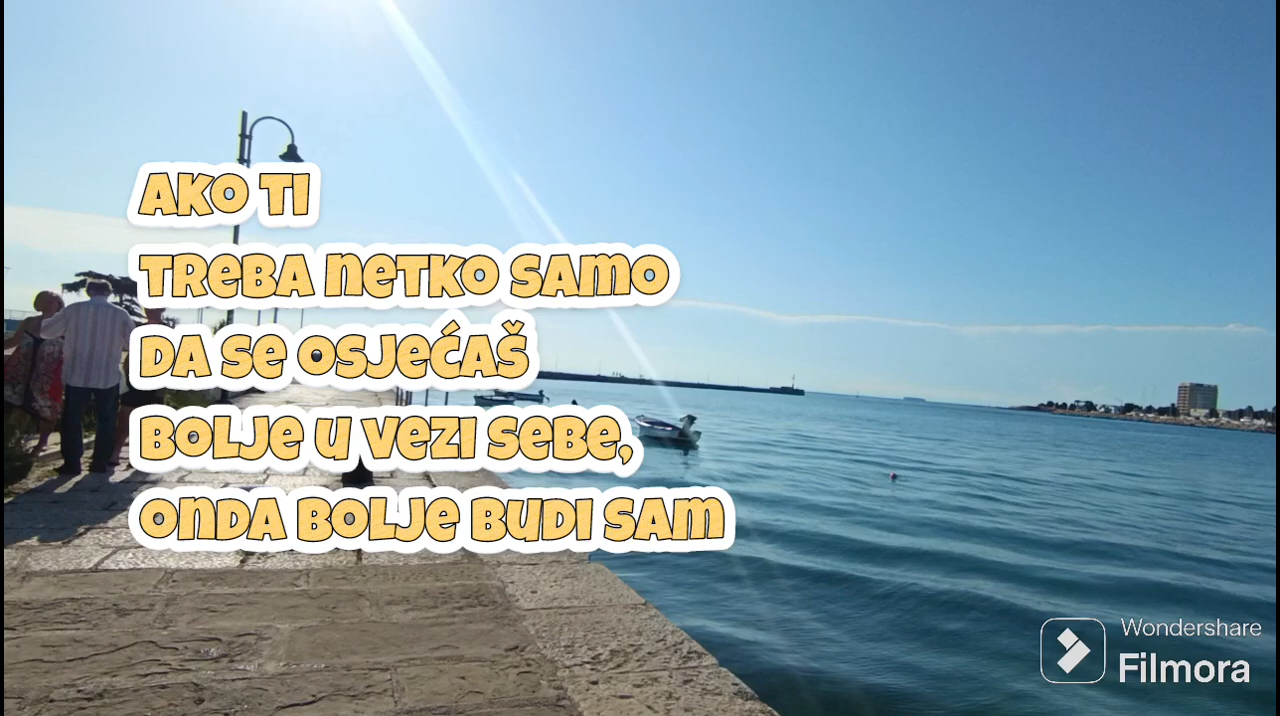 AKO TI
TREBA NETKO SAMO
DA SE OSJEĆAŠ
BOLJE U VEZI SEBE,
ONDA BOLJE BUDI SAM
Wondershare
Filmora